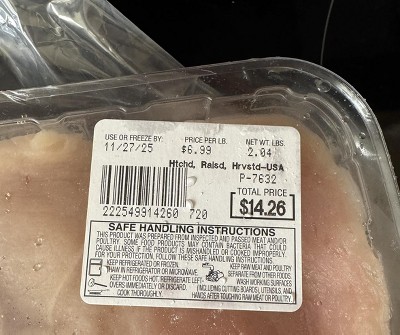 USE OR FREEZE BY: PRICE PER LB. NET WT. LBS.
11/27/25 $6.99 2.04
Htchd, Raisd, Hrvstd-USA
P-7632
TOTAL PRICE
$14.26
222549914260 720
SAFE HANDLING INSTRUCTIONS
THIS PRODUCT WAS PREPARED FROM INSPECTED AND PASSED MEAT AND/OR
POULTRY. SOME FOOD PRODUCTS MAY CONTAIN BACTERIA THAT COULD
CAUSE ILLNESS IF THE PRODUCT IS MISHANDLED OR COOKED IMPROPERLY.
FOR YOUR PROTECTION, FOLLOW THESE SAFE HANDLING INSTRUCTIONS.
KEEP REFRIGERATED OR FROZEN.
THAW IN REFRIGERATOR OR MICROWAVE.
KEEP HOT FOODS HOT. REFRIGERATE LEFT-
OVERS IMMEDIATELY OR DISCARD.
COOK THOROUGHLY.
KEEP RAW MEAT AND POULTRY
SEPARATE FROM OTHER FOODS.
WASH WORKING SURFACES
(INCLUDING CUTTING BOARDS), UTENSILS, AND
HANDS AFTER TOUCHING RAW MEAT OR POULTRY.